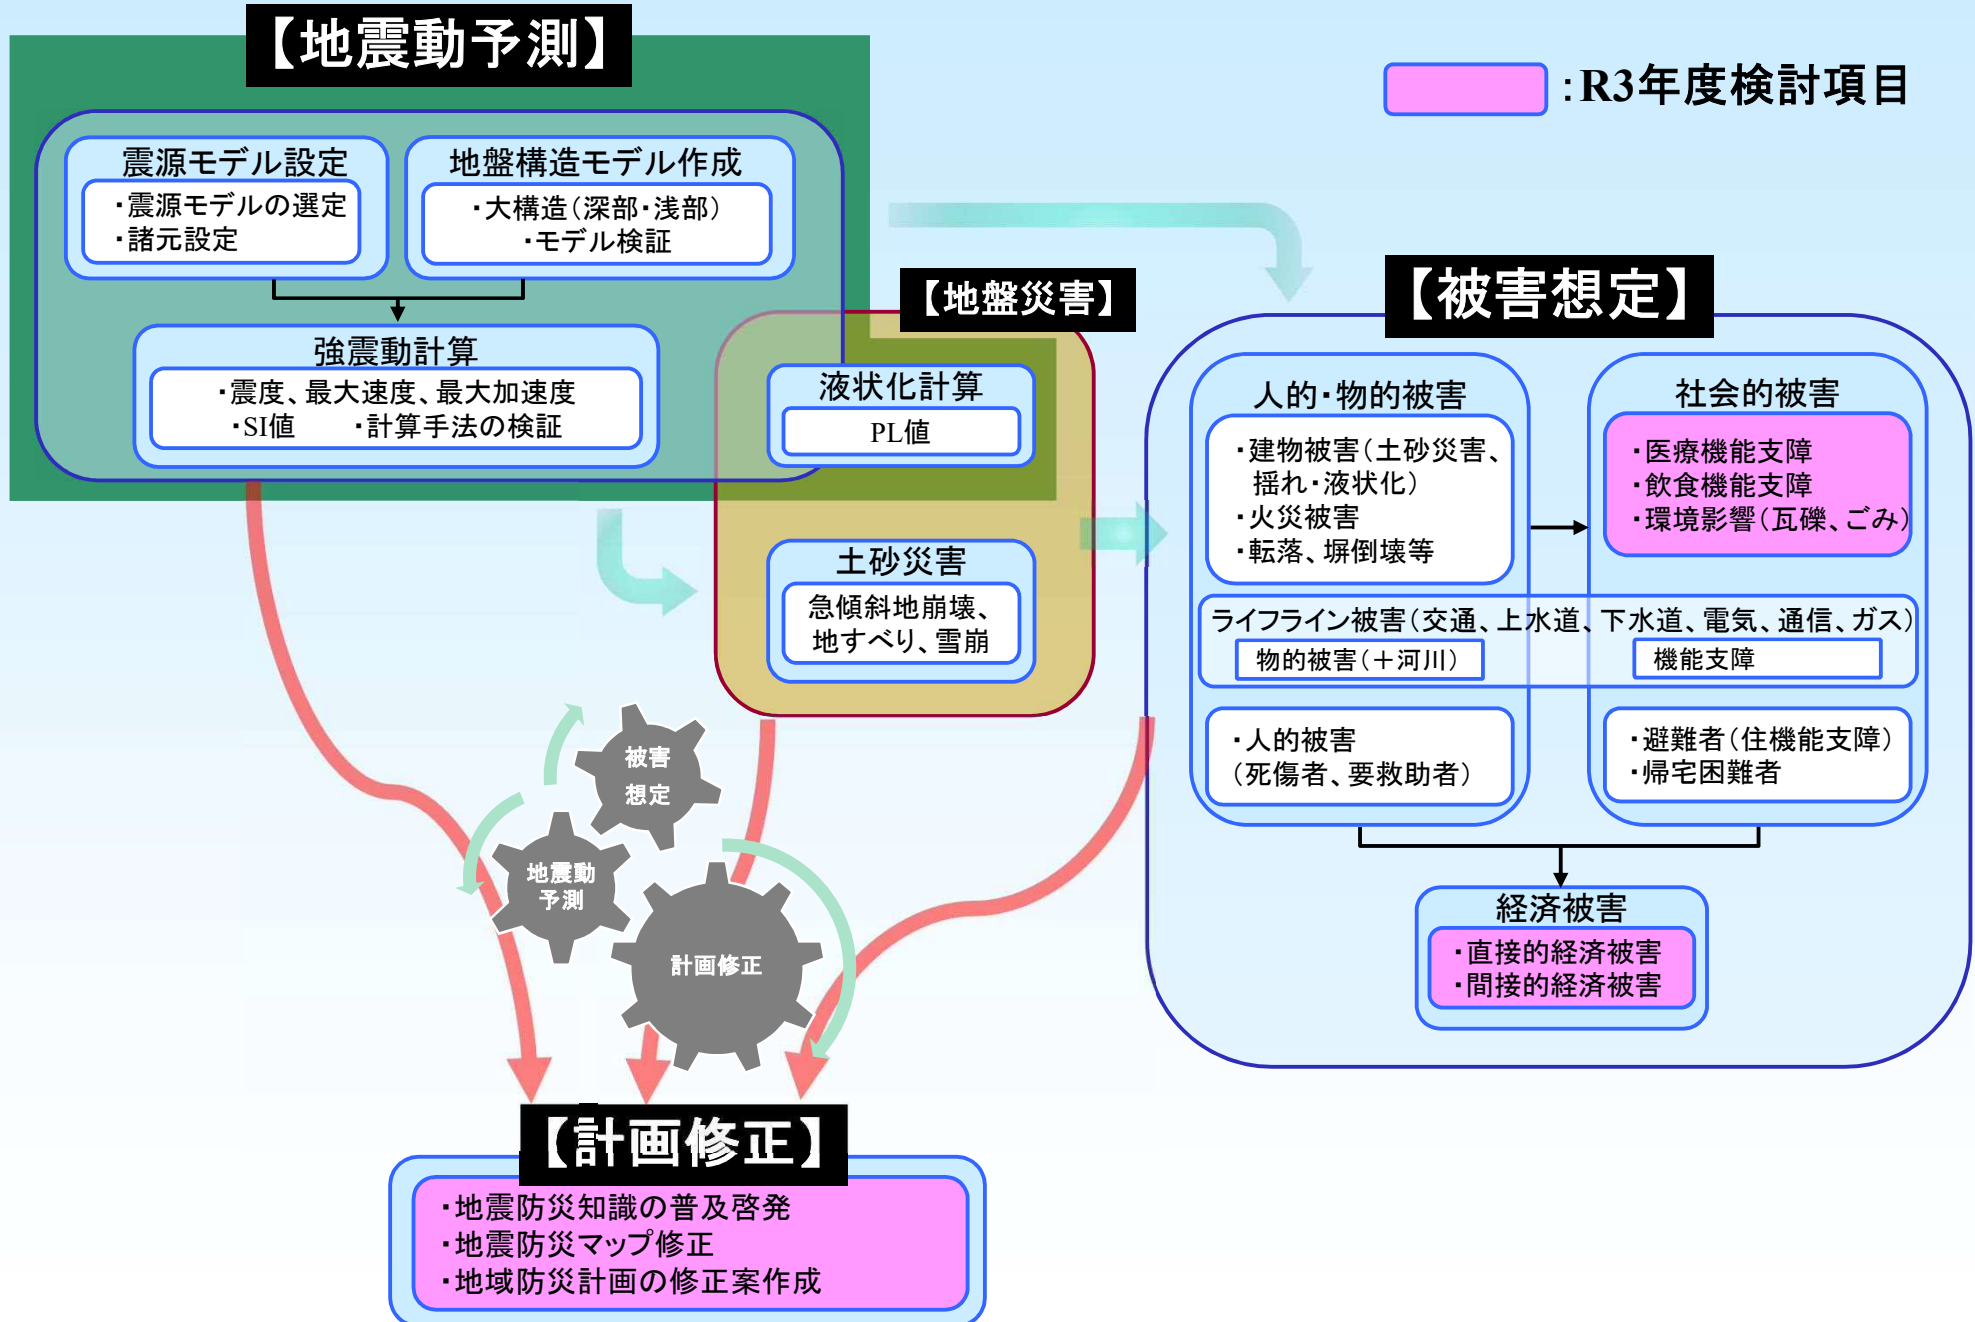 【地震動予測】
:R3年度検討項目
震源モデル設定
・震源モデルの選定
・諸元設定
地盤構造モデル作成
・大構造(深部・浅部)
・モデル検証
強震動計算
・震度、最大速度、最大加速度
・SI値　・計算手法の検証
【地盤災害】
液状化計算
PL値
土砂災害
急傾斜地崩壊、
地すべり、雪崩
【被害想定】
人的・物的被害
・建物被害(土砂災害、
揺れ・液状化)
・火災被害
・転落、塀倒壊等
社会的被害
・医療機能支障
・飲食機能支障
・環境影響(瓦礫、ごみ)
ライフライン被害(交通、上水道、下水道、電気、通信、ガス)
物的被害(＋河川)
機能支障
・人的被害
(死傷者、要救助者)
・避難者(住機能支障)
・帰宅困難者
経済被害
・直接的経済被害
・間接的経済被害
被害
想定
地震動
予測
計画修正
【計画修正】
・地震防災知識の普及啓発
・地震防災マップ修正
・地域防災計画の修正案作成